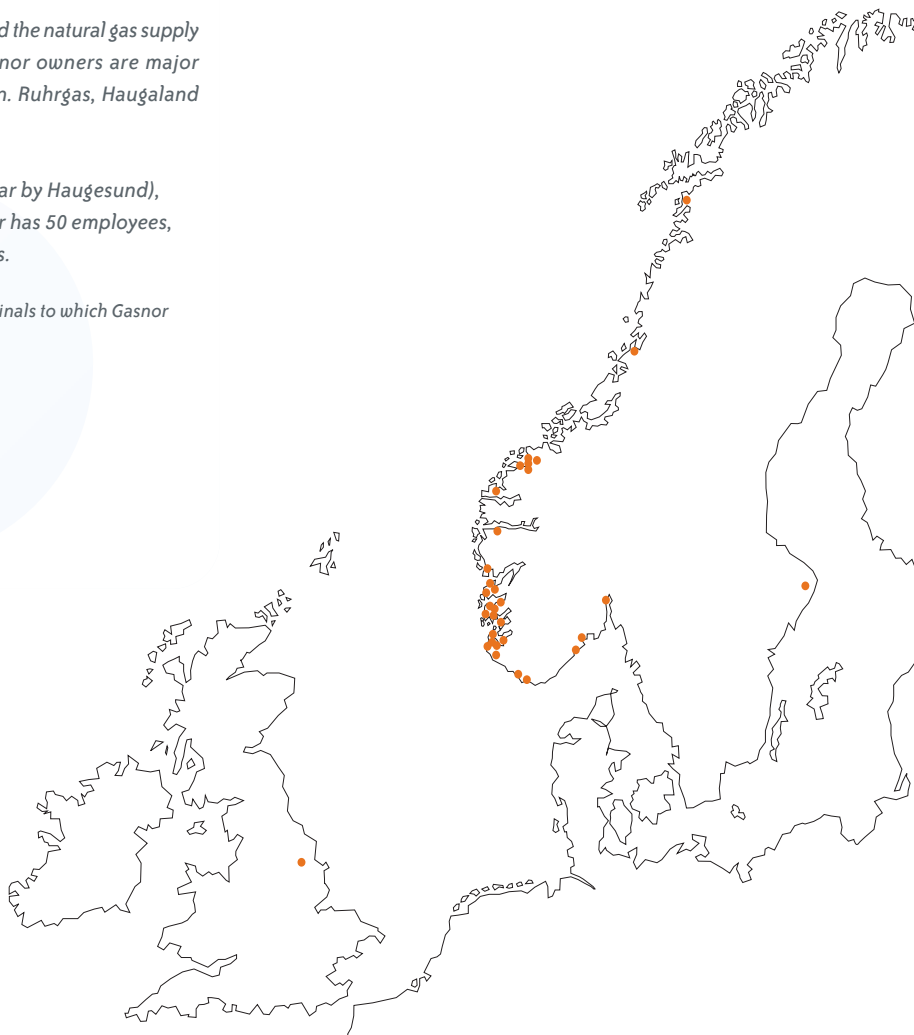 d the natural gas supply
nor owners are major
n. Ruhrgas, Haugaland
ar by Haugesund),
r has 50 employees,
s.
inals to which Gasnor